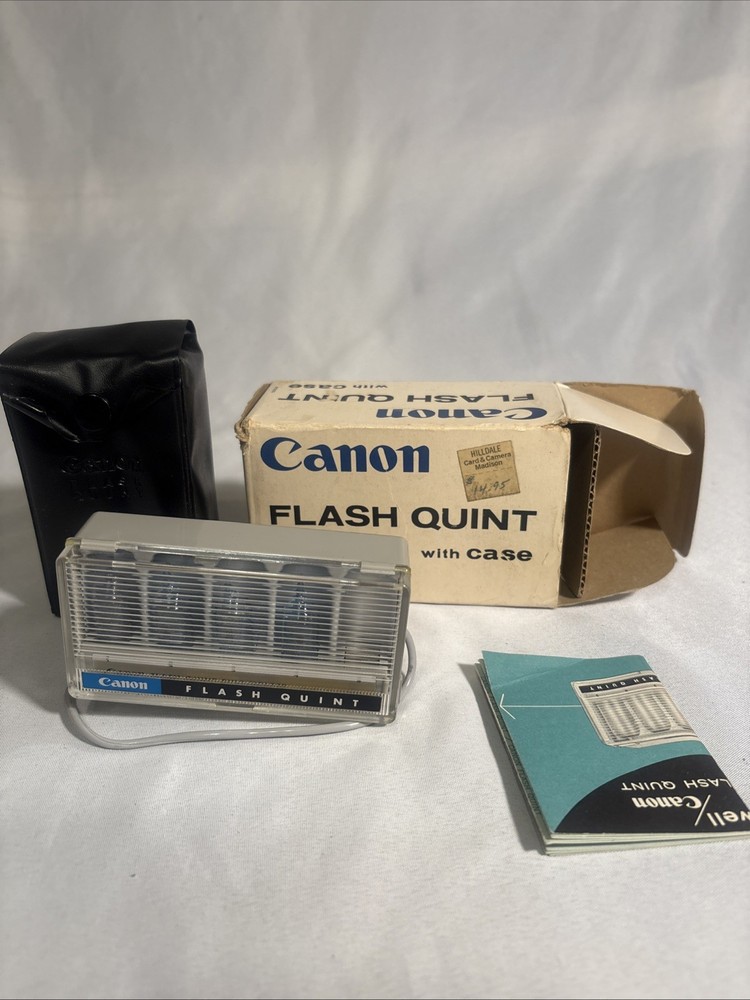 with case
FLASH QUINT
Canon
Canon
HILLDALE
Card & Camera
Madison
$14.95
FLASH QUINT
with case
Canon
Canon FLASH QUINT
FLASH QUINT
Canon